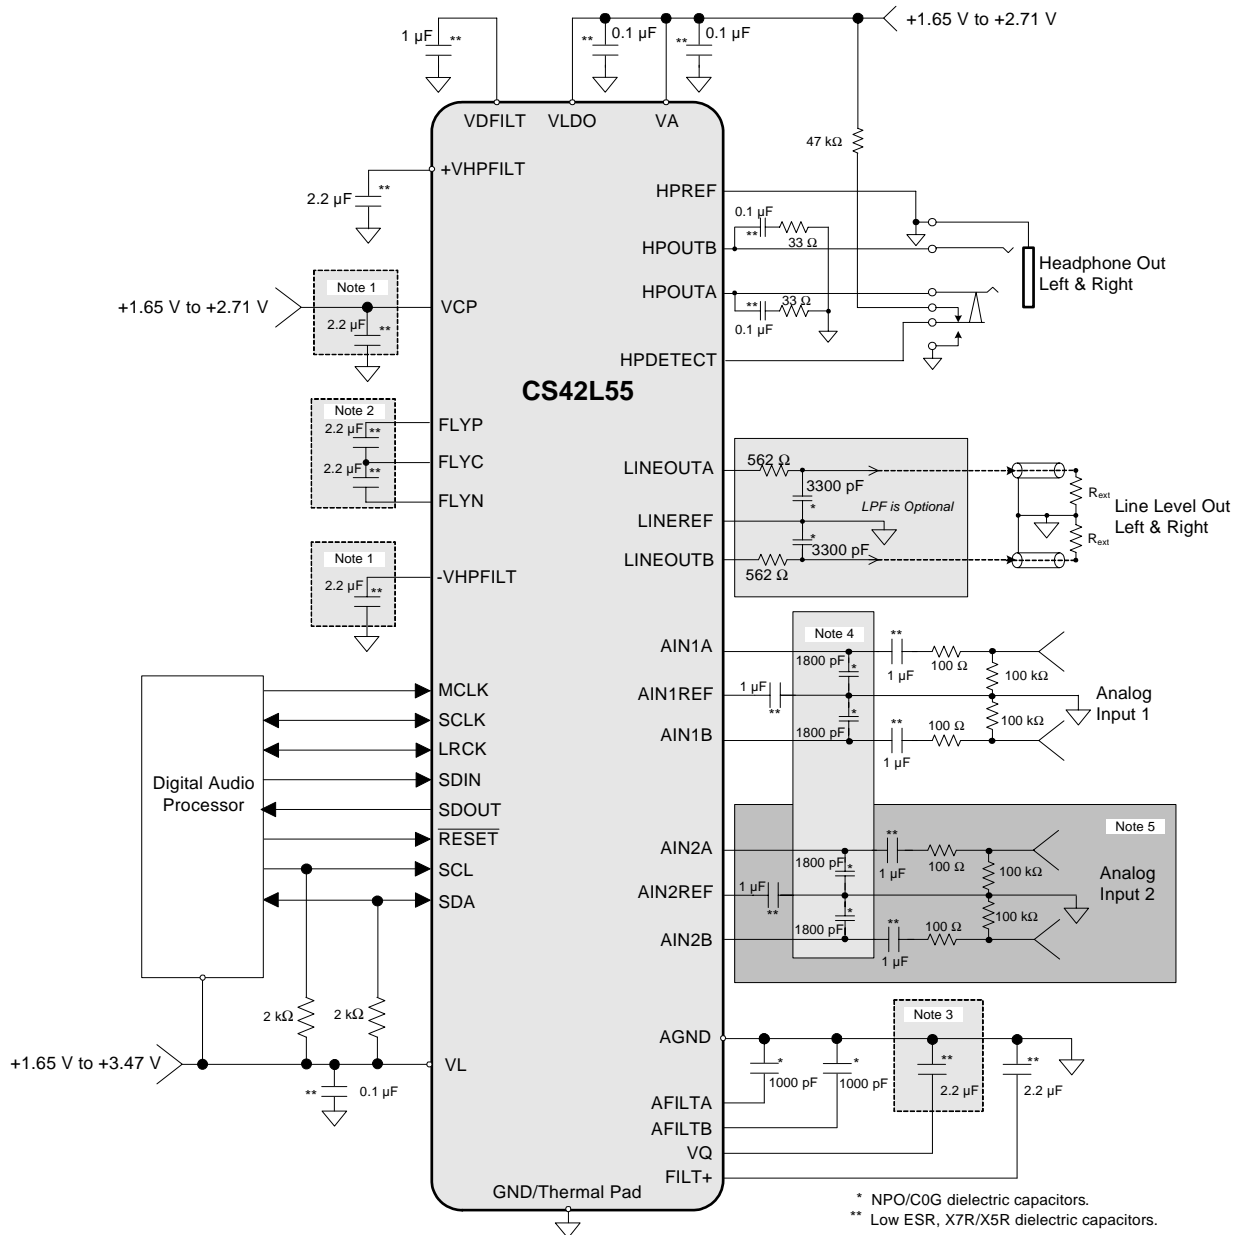 1 µF
**
**
0.1 µF
**
0.1 µF
+1.65 V to +2.71 V
VDFILT
VLDO
VA
47 kΩ
+VHPFILT
2.2 µF
**
HPREF
0.1 µF
**
33 Ω
HPOUTB
Headphone Out
Left & Right
HPOUTA
**
33 Ω
0.1 µF
Note 1
+1.65 V to +2.71 V
VCP
2.2 µF
**
HPDETECT
CS42L55
Note 2
2.2 µF
**
FLYP
2.2 µF
**
FLYC
FLYN
LINEOUTA
562 Ω
3300 pF
*
LPF is Optional
LINEREF
*
3300 pF
LINEOUTB
562 Ω
Rext
Rext
Line Level Out
Left & Right
Note 1
2.2 µF
**
-VHPFILT
Note 4
AIN1A
1800 pF
*
**
1 µF
100 Ω
100 kΩ
AIN1REF
1 µF
**
Analog
Input 1
AIN1B
1800 pF
*
**
1 µF
100 Ω
100 kΩ
Digital Audio
Processor
MCLK
SCLK
LRCK
SDIN
SDOUT
RESET
SCL
SDA
Note 5
AIN2A
1800 pF
*
**
1 µF
100 Ω
100 kΩ
AIN2REF
1 µF
**
Analog
Input 2
AIN2B
1800 pF
*
**
1 µF
100 Ω
100 kΩ
2 kΩ
2 kΩ
+1.65 V to +3.47 V
VL
**
0.1 µF
Note 3
AGND
*
1000 pF
*
1000 pF
**
2.2 µF
**
2.2 µF
AFILTA
AFILTB
VQ
FILT+
GND/Thermal Pad
* NPO/C0G dielectric capacitors.
** Low ESR, X7R/X5R dielectric capacitors.